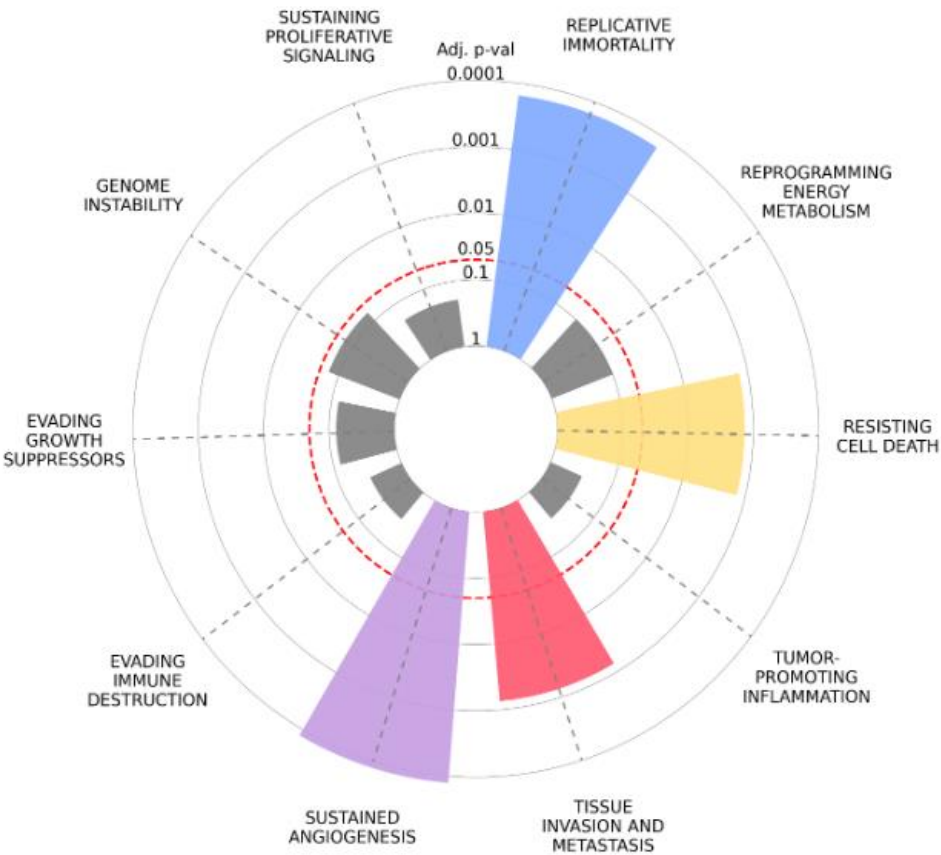 SUSTAINING
PROLIFERATIVE
SIGNALING
REPLICATIVE
IMMORTALITY
Adj. p-val
0.0001
0.001
0.01
0.05
0.1
1
GENOME
INSTABILITY
REPROGRAMMING
ENERGY
METABOLISM
EVADING
GROWTH
SUPPRESSORS
RESISTING
CELL DEATH
EVADING
IMMUNE
DESTRUCTION
TUMOR-
PROMOTING
INFLAMMATION
SUSTAINED
ANGIOGENESIS
TISSUE
INVASION AND
METASTASIS